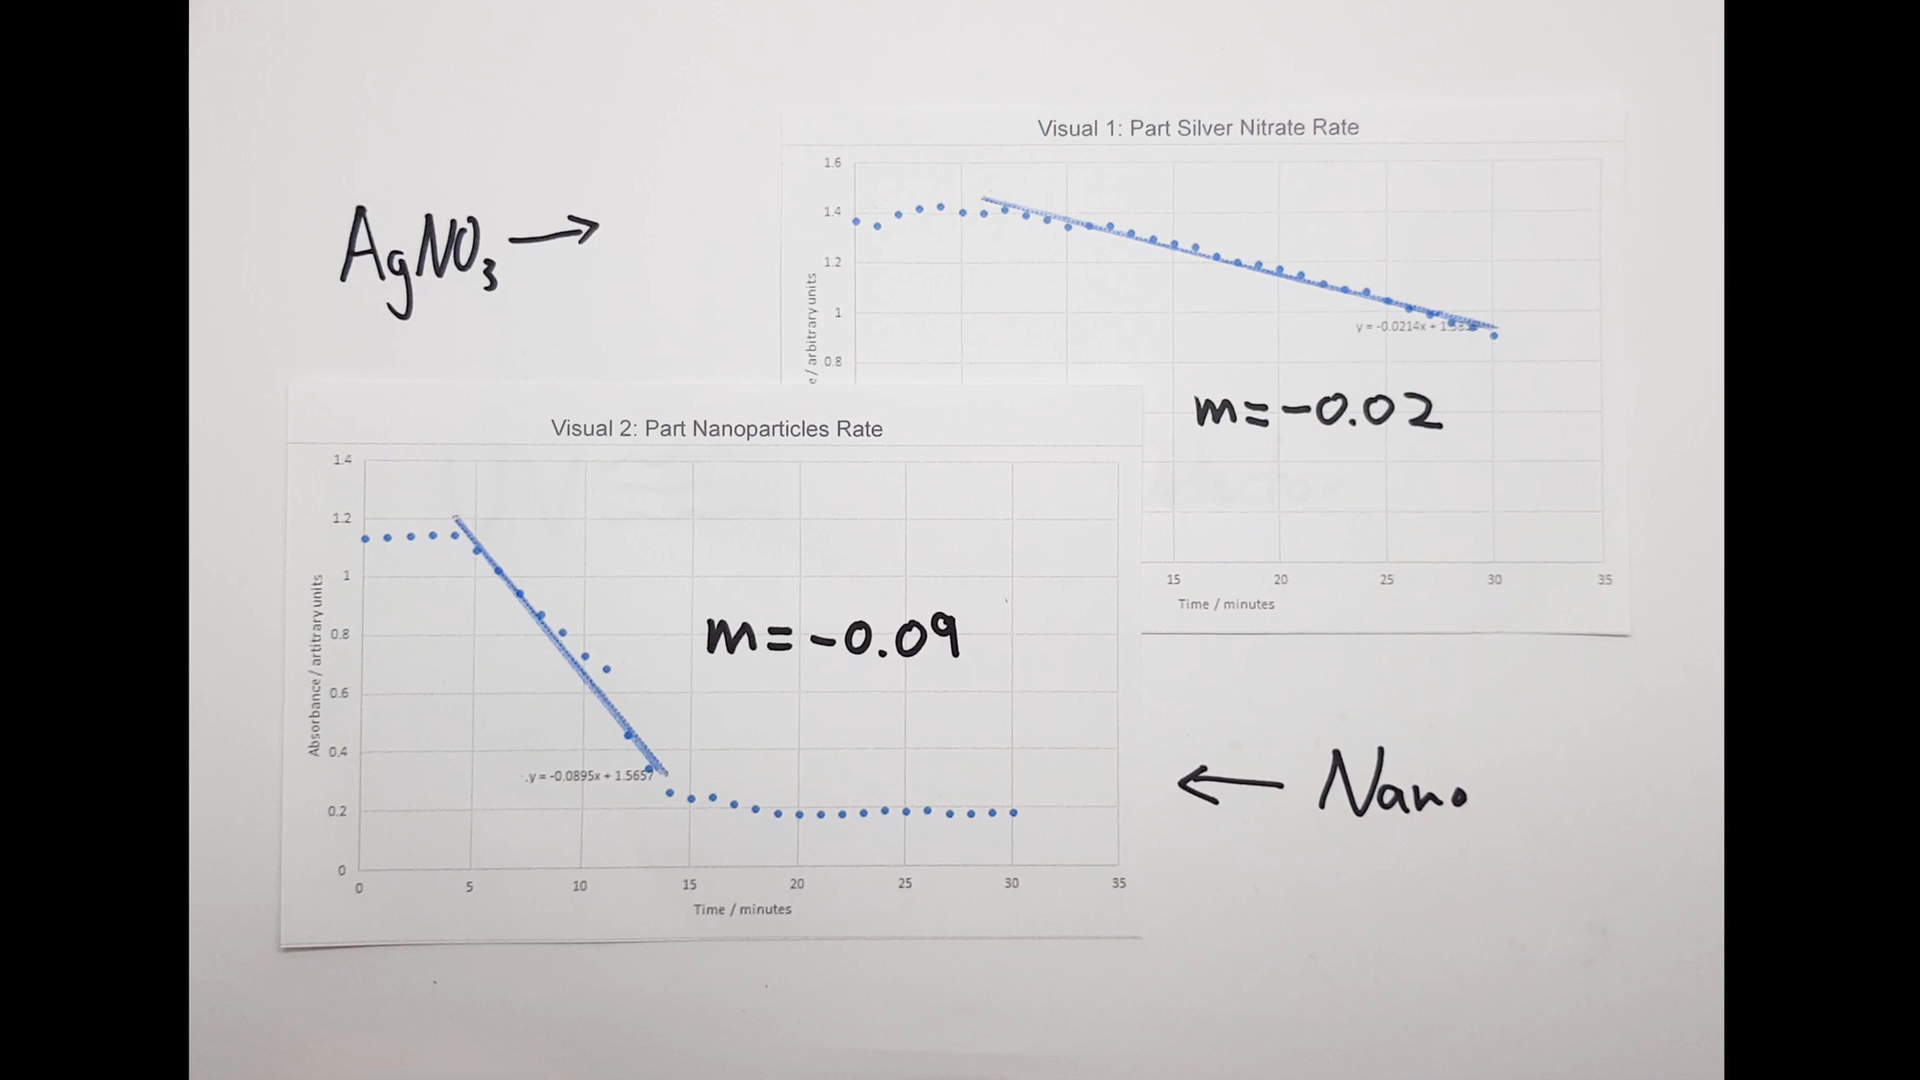 Visual 1: Part Silver Nitrate Rate
1.6
1.4
1.2
1
0.8
e / arbitrary units
y = -0.0214x +
AgNO₃ →
m = -0.02
15 20 25 30 35
Time / minutes
Visual 2: Part Nanoparticles Rate
1.4
1.2
1
0.8
0.6
0.4
0.2
0
Absorbance / artitrary units
m = -0.09
y = -0.0895x + 1.5657
0 5 10 15 20 25 30 35
Time / minutes
← Nano